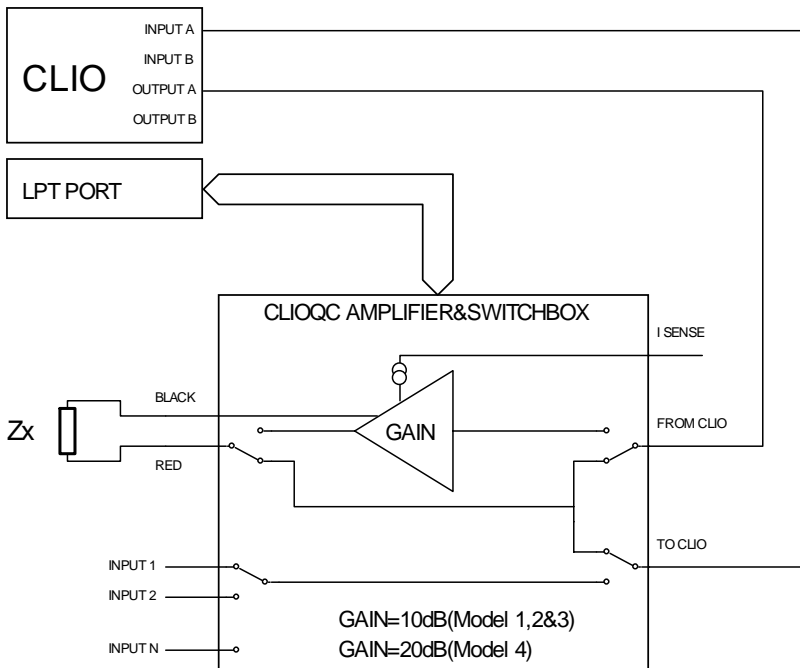 INPUT A
INPUT B
CLIO
OUTPUT A
OUTPUT B
LPT PORT
CLIOQC AMPLIFIER&SWITCHBOX
I SENSE
BLACK
GAIN
FROM CLIO
Zx
RED
TO CLIO
INPUT 1
INPUT 2
GAIN=10dB(Model 1,2&3)
INPUT N
GAIN=20dB(Model 4)